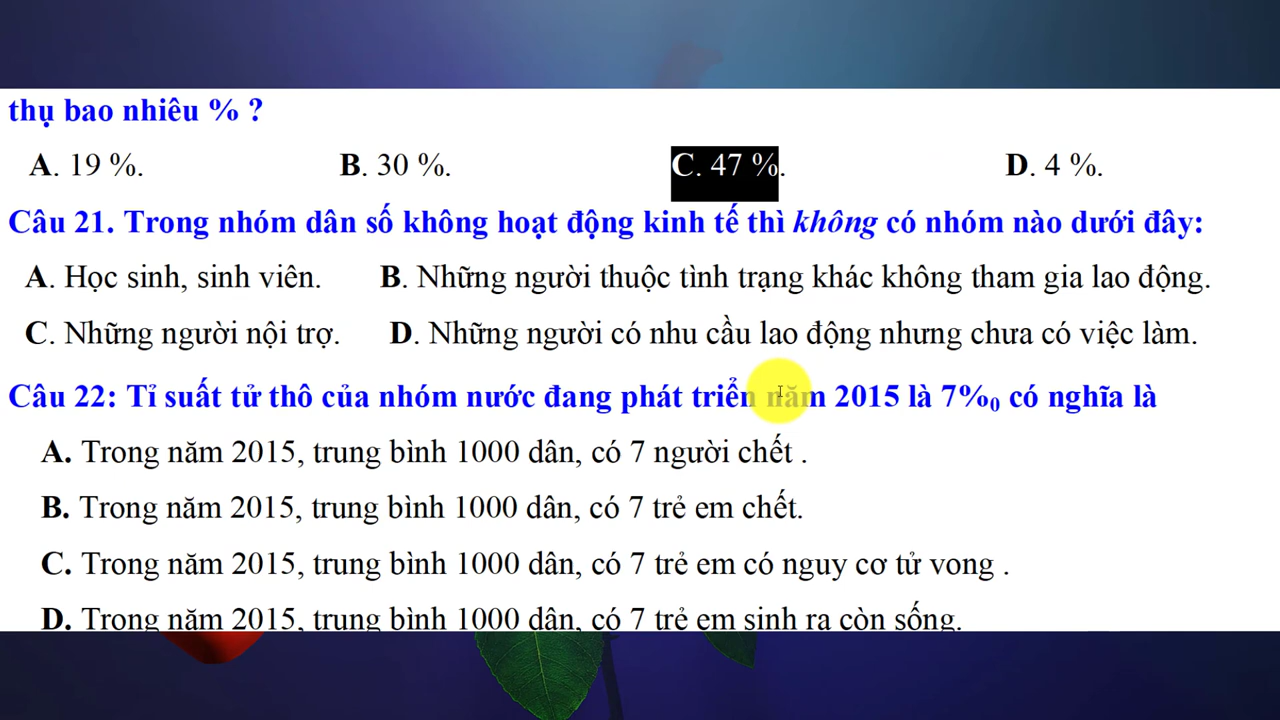 thụ bao nhiêu % ?
A. 19 %. B. 30 %. C. 47 %. D. 4 %.
Câu 21. Trong nhóm dân số không hoạt động kinh tế thì không có nhóm nào dưới đây:
A. Học sinh, sinh viên. B. Những người thuộc tình trạng khác không tham gia lao động.
C. Những người nội trợ. D. Những người có nhu cầu lao động nhưng chưa có việc làm.
Câu 22: Tỉ suất tử thô của nhóm nước đang phát triển năm 2015 là 7%₀ có nghĩa là
A. Trong năm 2015, trung bình 1000 dân, có 7 người chết .
B. Trong năm 2015, trung bình 1000 dân, có 7 trẻ em chết.
C. Trong năm 2015, trung bình 1000 dân, có 7 trẻ em có nguy cơ tử vong .
D. Trong năm 2015, trung bình 1000 dân, có 7 trẻ em sinh ra còn sống.